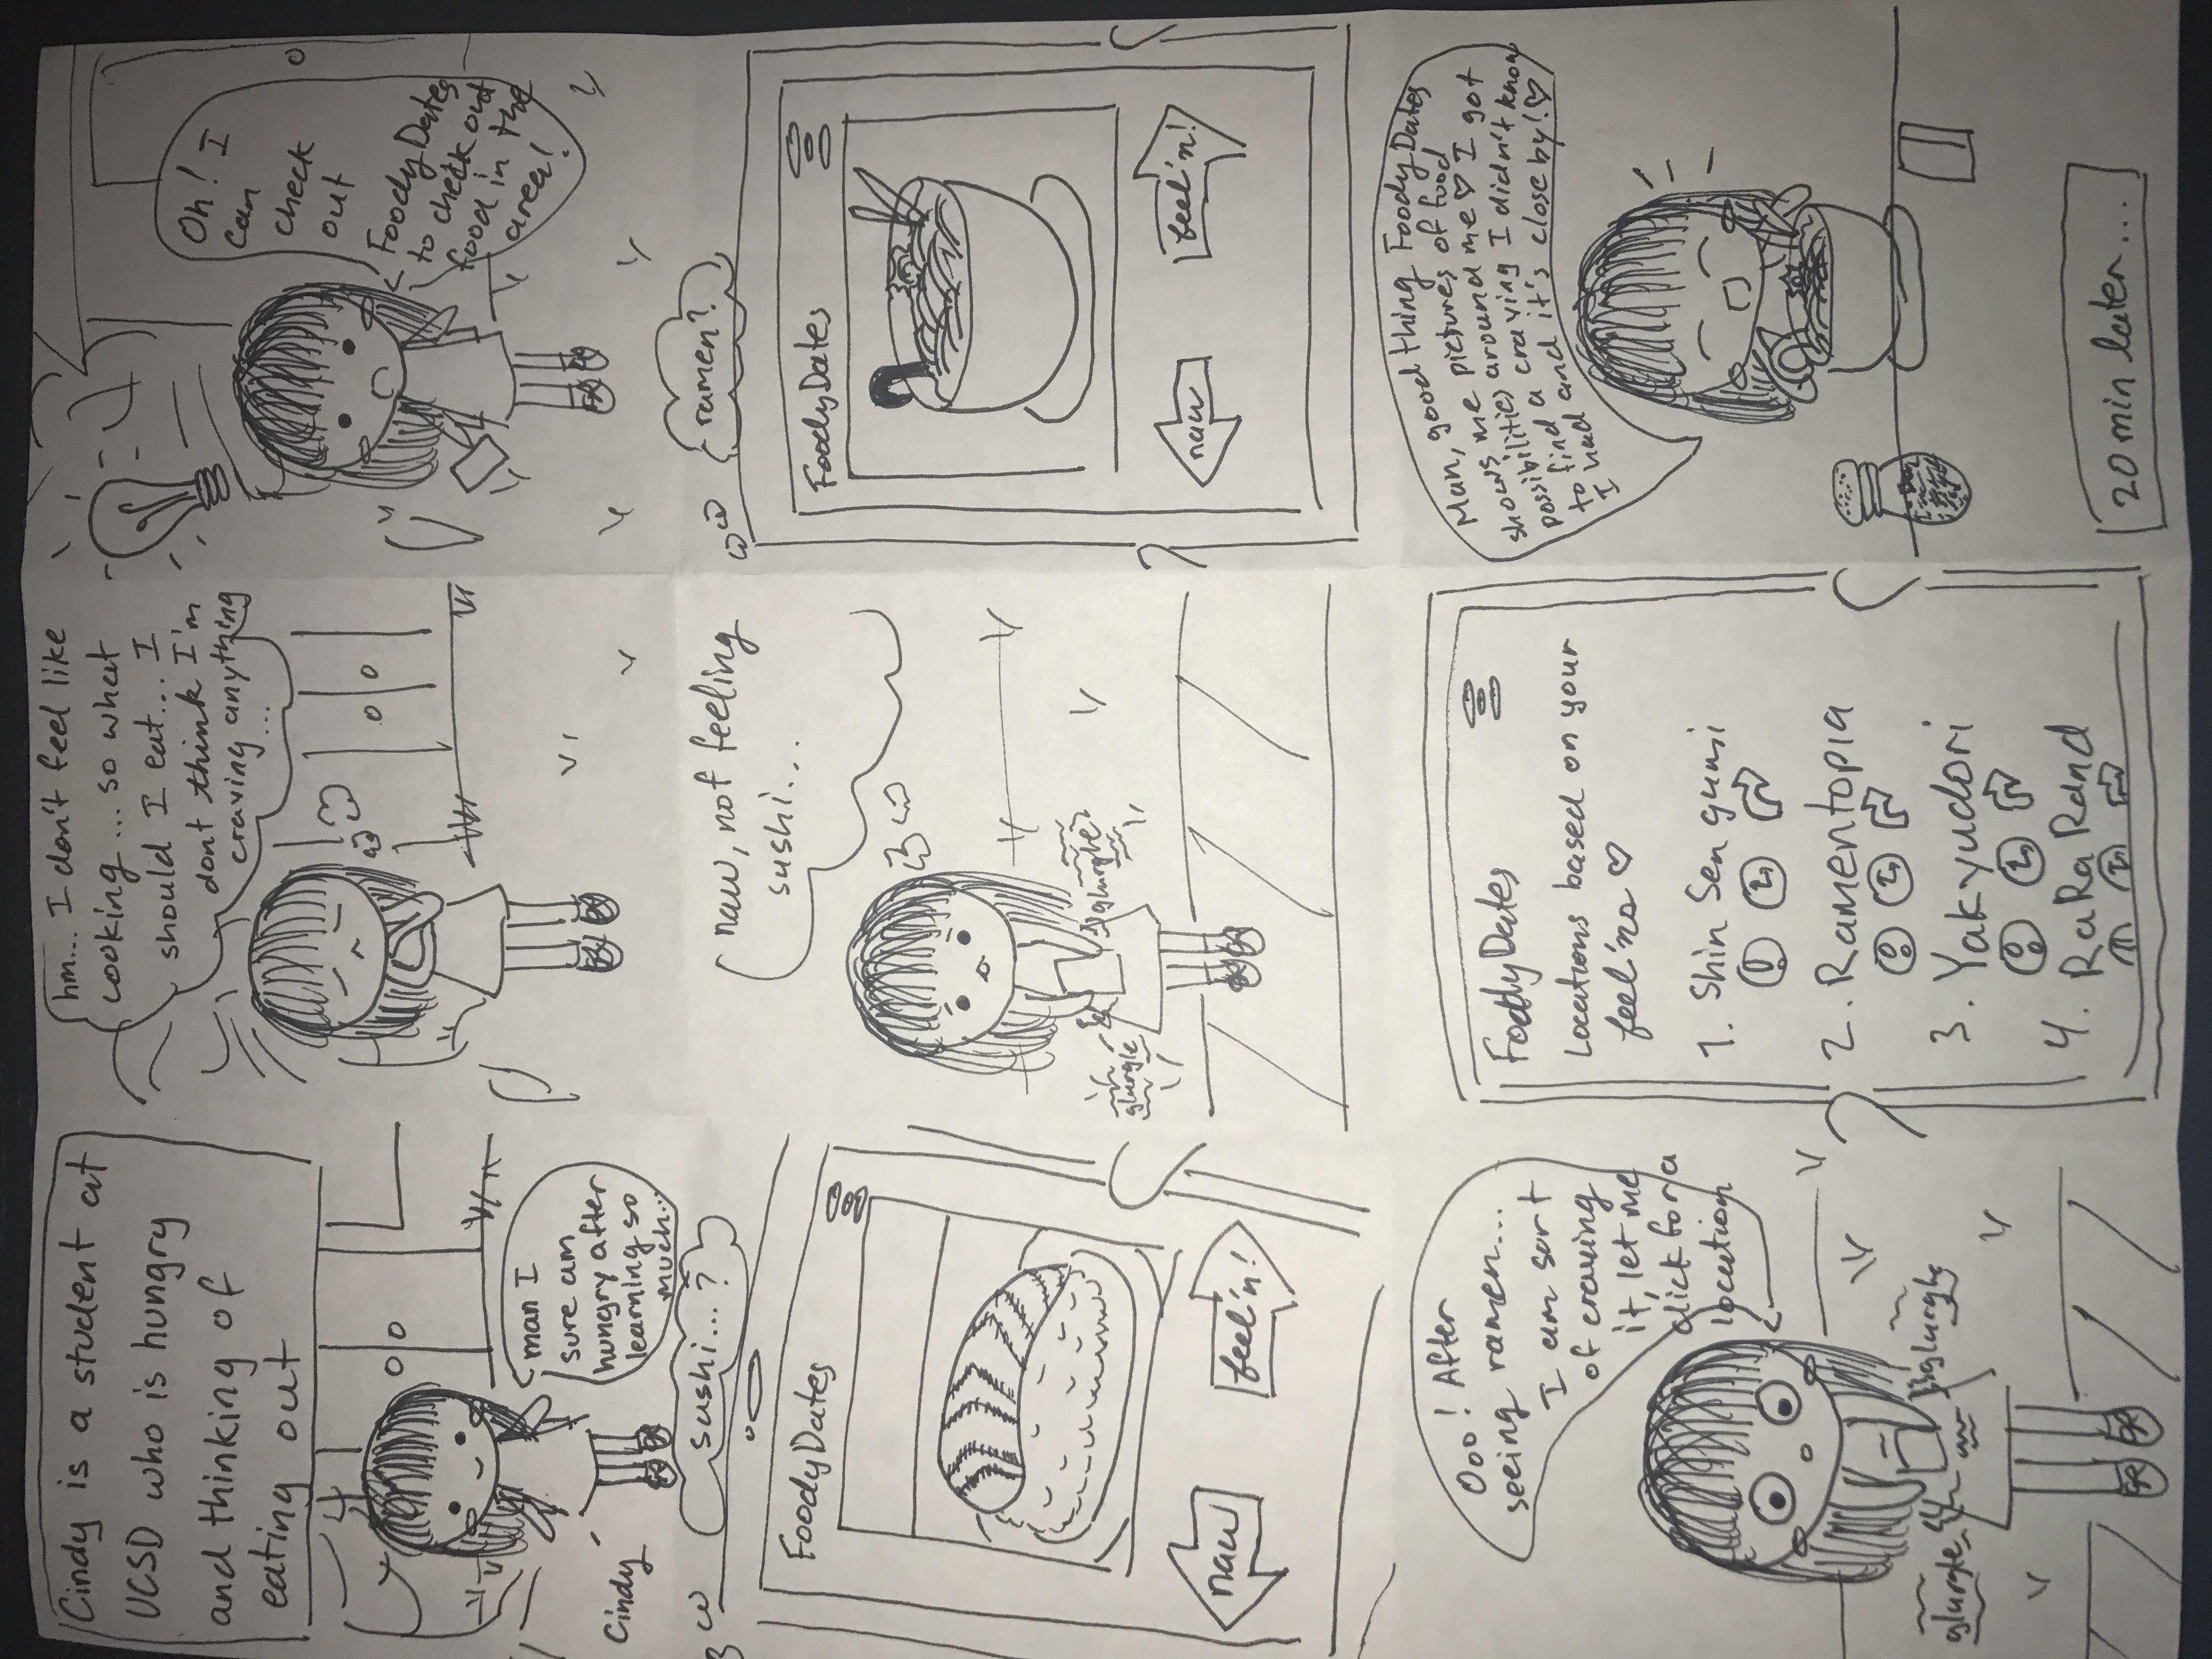 Cindy is a student at
UCSD who is hungry
and thinking of
eating out
man I
sure am
hungry after
learning so
much...
Cindy
hm... I don't feel like
cooking... so what
should I eat... I
dont think I'm
craving anything
...
Oh! I
can
check
out
FoodyDates
to check out
food in the
area!
sushi...?
FoodyDates
naw
feel'n!
naw, not feeling
sushi...
glurgle
glurgle
ramen?
FoodyDates
naw
feel'n!
Ooo! After
seeing ramen...
I am sort
of craving
it, let me
click for a
location
glurgle
glurgle
FoodyDates
Locations based on your
feel'ns ♡
1. Shin Sen gumi
2. Ramentopia
3. Yakyudori
4. RaRa Rand
Man, good thing FoodyDates
shows me pictures of food
possibilities around me ♡ I got
to find a craving I didn't know
I had and it's close by! ♡
20 min later...